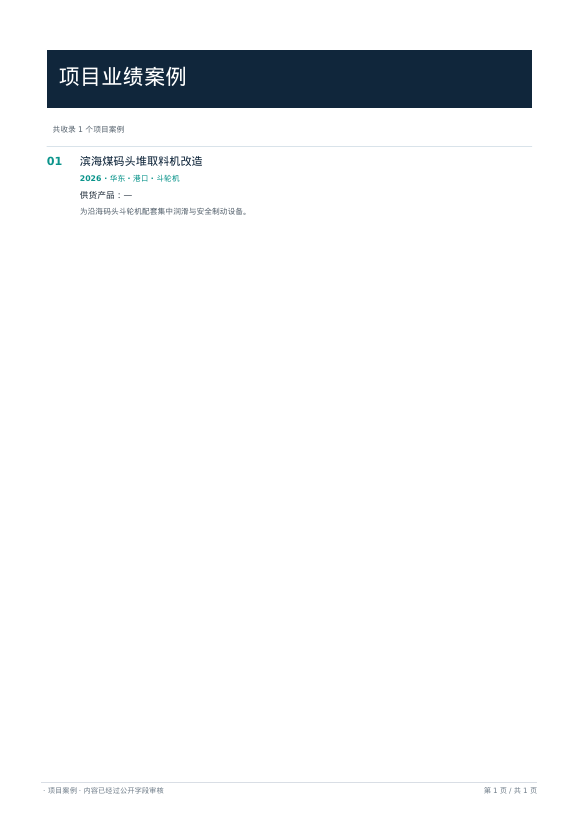 项目业绩案例
共收录 1 个项目案例
01 滨海煤码头堆取料机改造
2026 · 华东 · 港口 · 斗轮机
供货产品：—
为沿海码头斗轮机配套集中润滑与安全制动设备。
· 项目案例 · 内容已经过公开字段审核 第 1 页 / 共 1 页